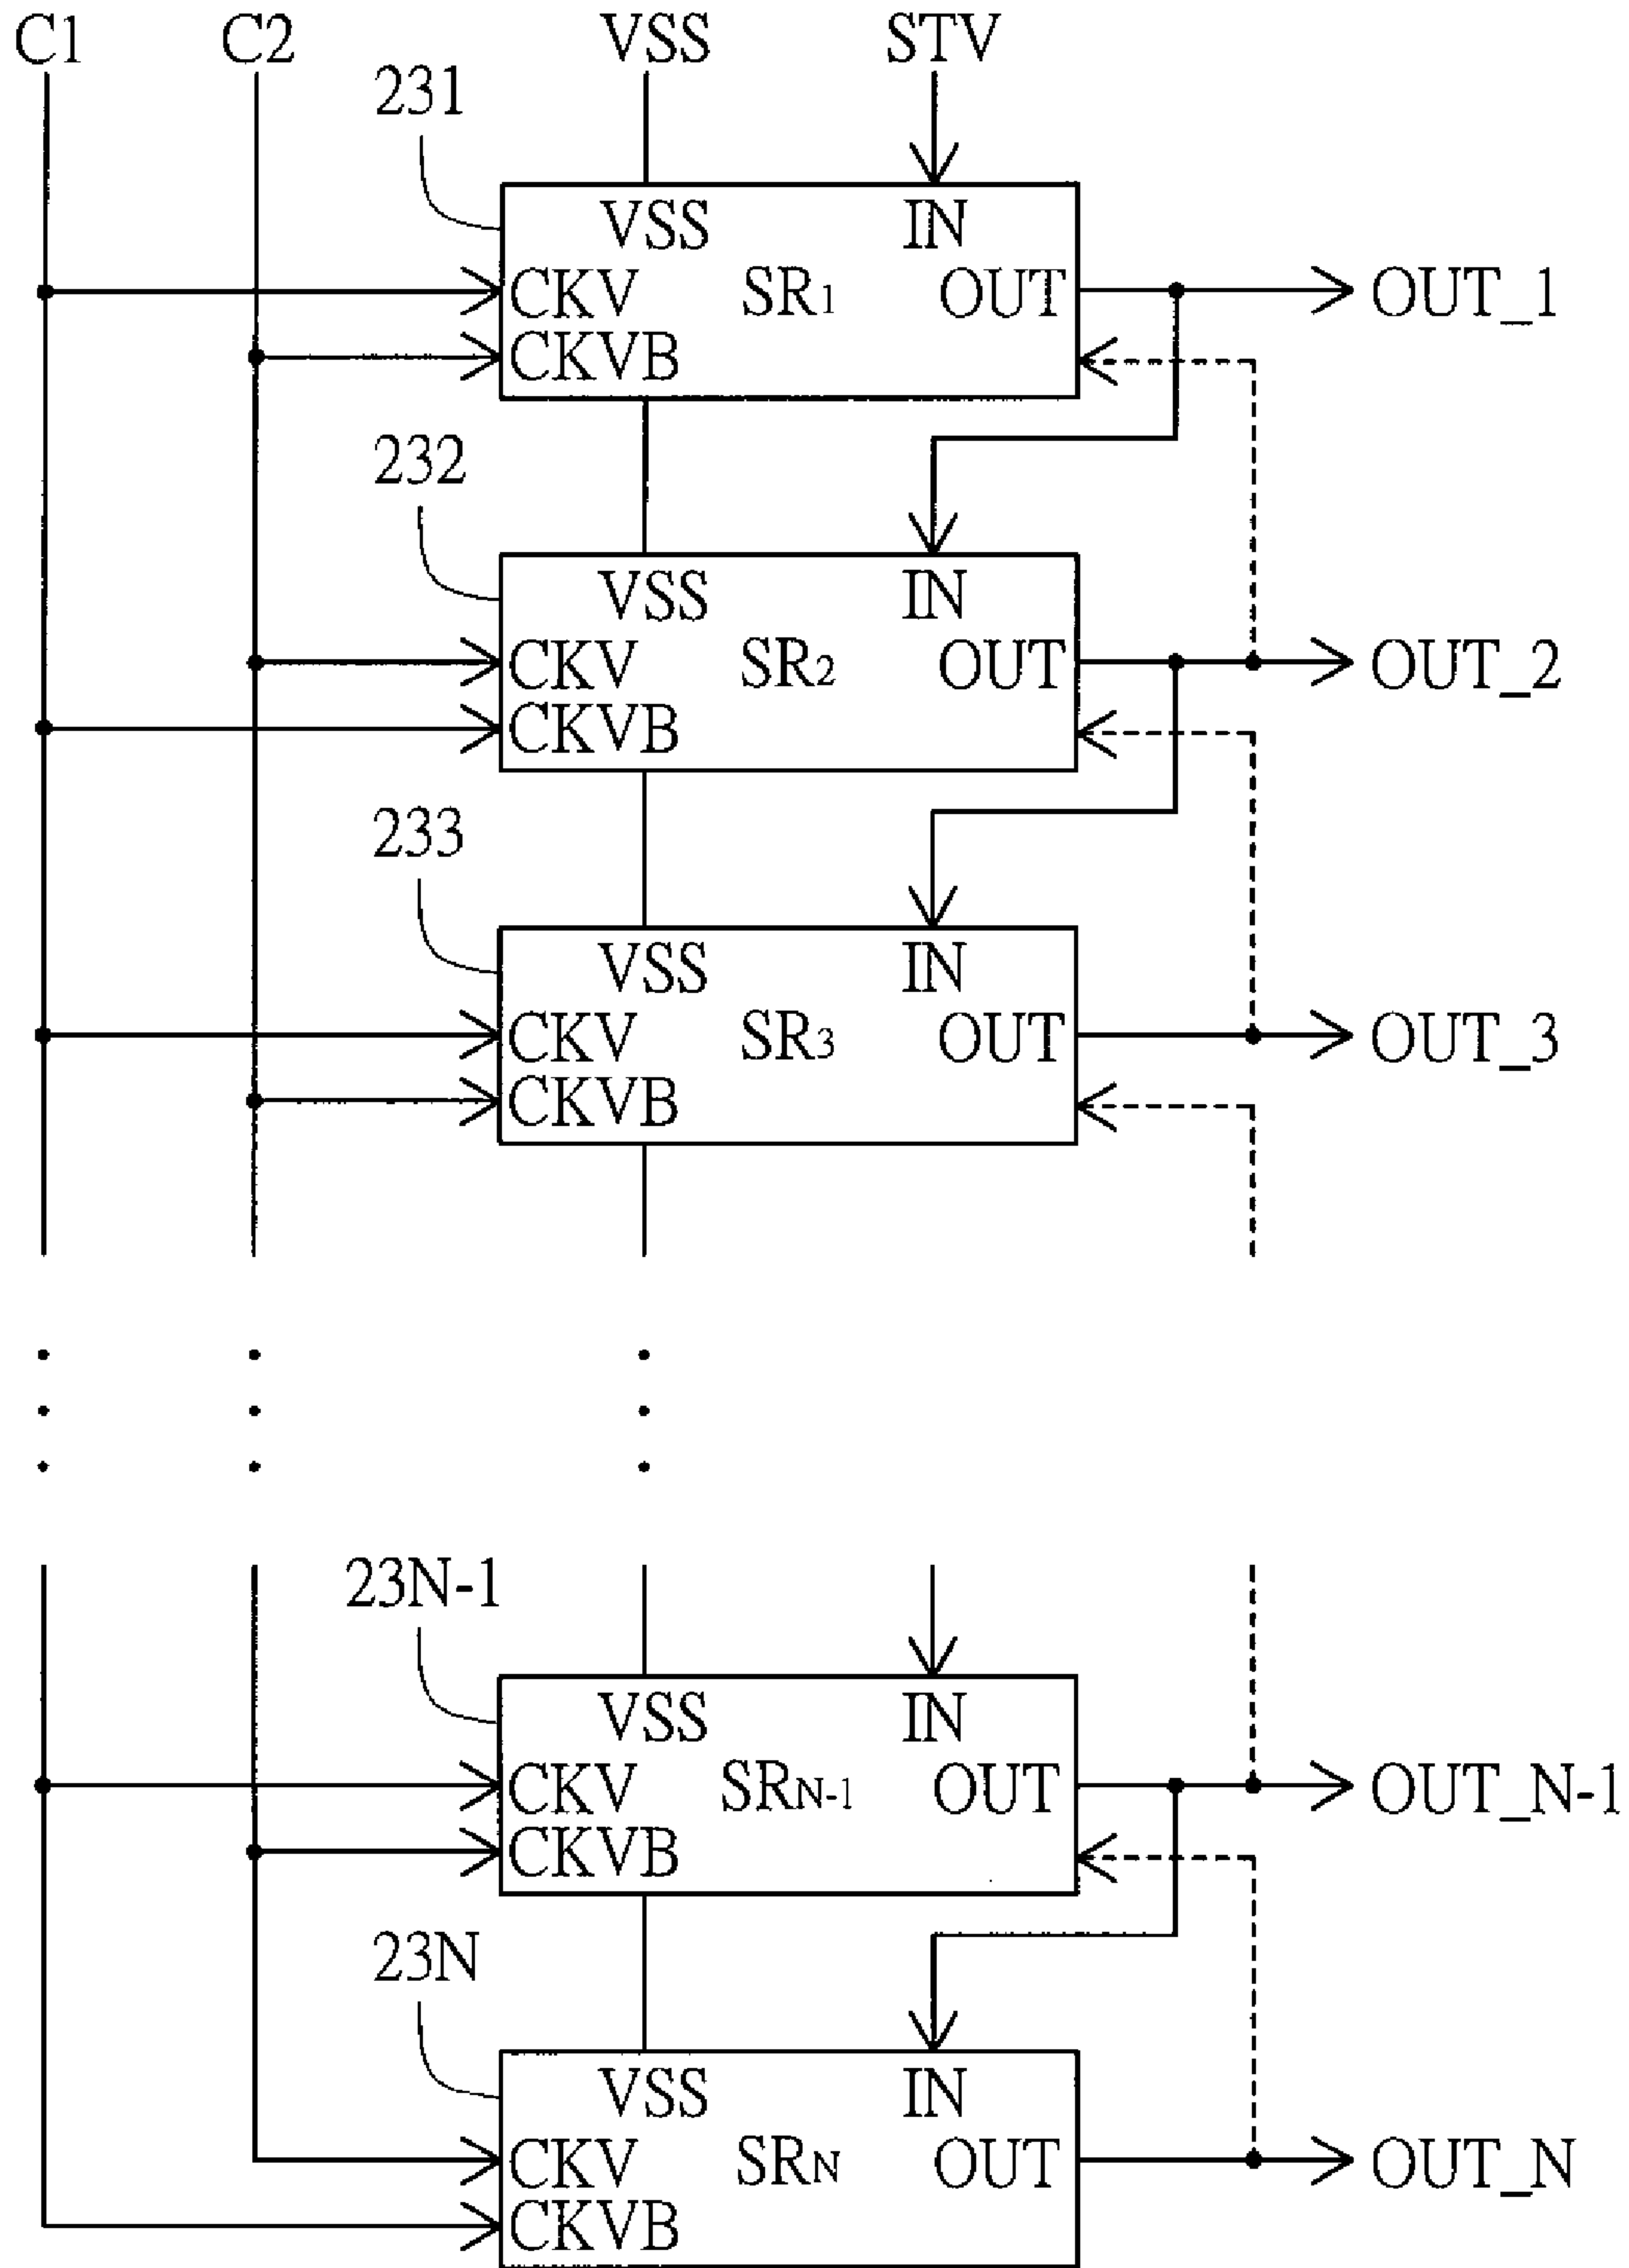 C1 C2 VSS STV
231
VSS IN
CKV SR1 OUT OUT_1
CKVB
232
VSS IN
CKV SR2 OUT OUT_2
CKVB
233
VSS IN
CKV SR3 OUT OUT_3
CKVB
23N-1
VSS IN
CKV SRN-1 OUT OUT_N-1
CKVB
23N
VSS IN
CKV SRN OUT OUT_N
CKVB